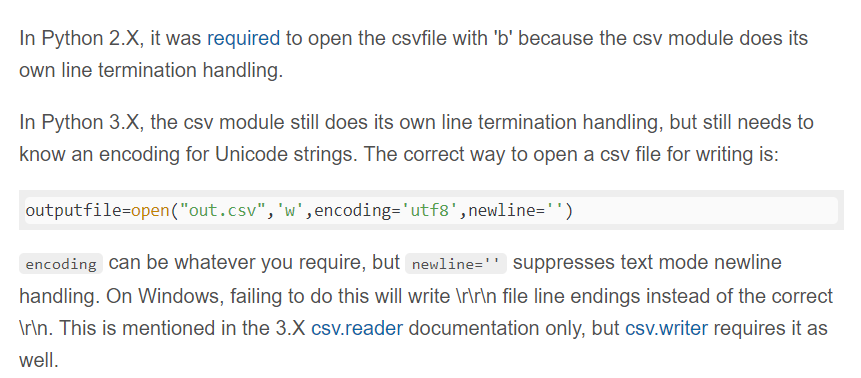 In Python 2.X, it was required to open the csvfile with 'b' because the csv module does its
own line termination handling.
In Python 3.X, the csv module still does its own line termination handling, but still needs to
know an encoding for Unicode strings. The correct way to open a csv file for writing is:
outputfile=open("out.csv",'w',encoding='utf8',newline='')
encoding can be whatever you require, but newline='' suppresses text mode newline
handling. On Windows, failing to do this will write \r\r\n file line endings instead of the correct
\r\n. This is mentioned in the 3.X csv.reader documentation only, but csv.writer requires it as
well.